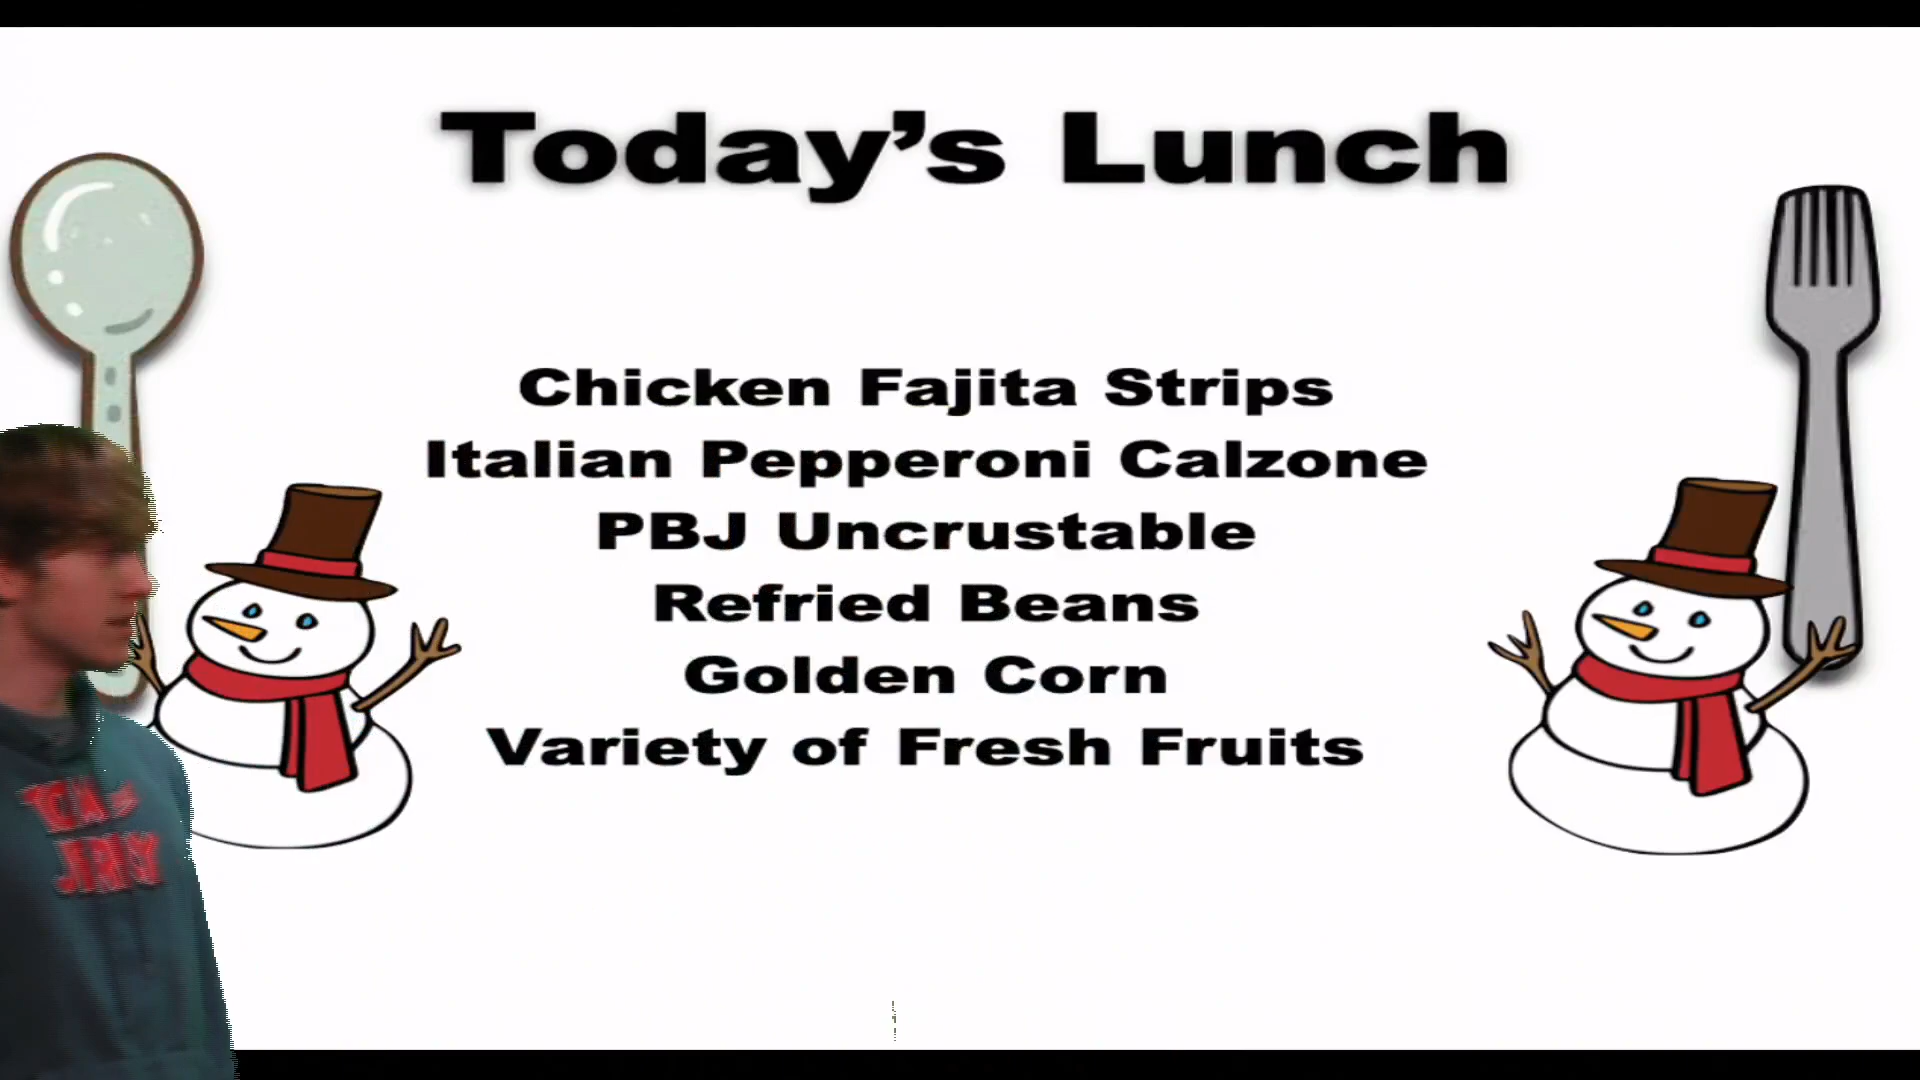 Today’s Lunch
Chicken Fajita Strips
Italian Pepperoni Calzone
PBJ Uncrustable
Refried Beans
Golden Corn
Variety of Fresh Fruits